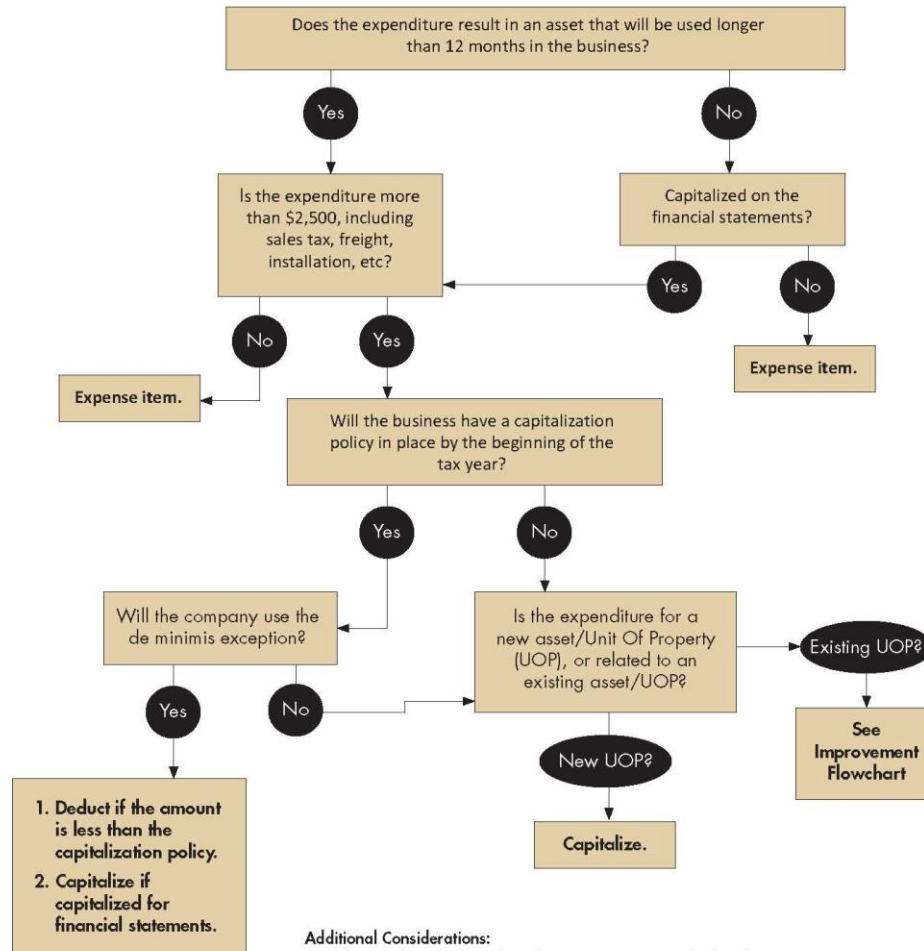 Does the expenditure result in an asset that will be used longer
than 12 months in the business?
Yes
No
Is the expenditure more
than $2,500, including
sales tax, freight,
installation, etc?
Capitalized on the
financial statements?
Yes
No
No
Yes
Expense item.
Expense item.
Will the business have a capitalization
policy in place by the beginning of the
tax year?
Yes
No
Will the company use the
de minimis exception?
Is the expenditure for a
new asset/Unit Of Property
(UOP), or related to an
existing asset/UOP?
Existing UOP?
Yes
No
New UOP?
See
Improvement
Flowchart
1. Deduct if the amount
is less than the
capitalization policy.
2. Capitalize if
capitalized for
financial statements.
Capitalize.
Additional Considerations: